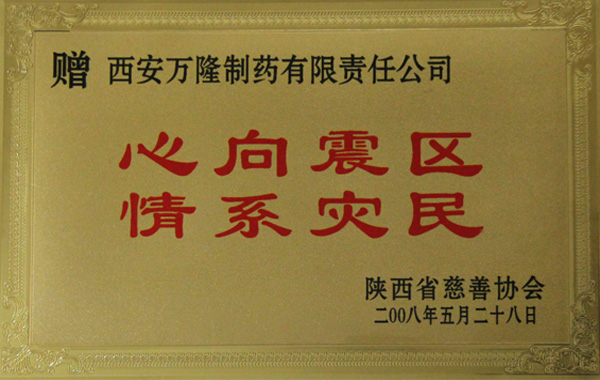 赠 西安万隆制药有限责任公司
心向震区
情系灾民
陕西省慈善协会
二00八年五月二十八日